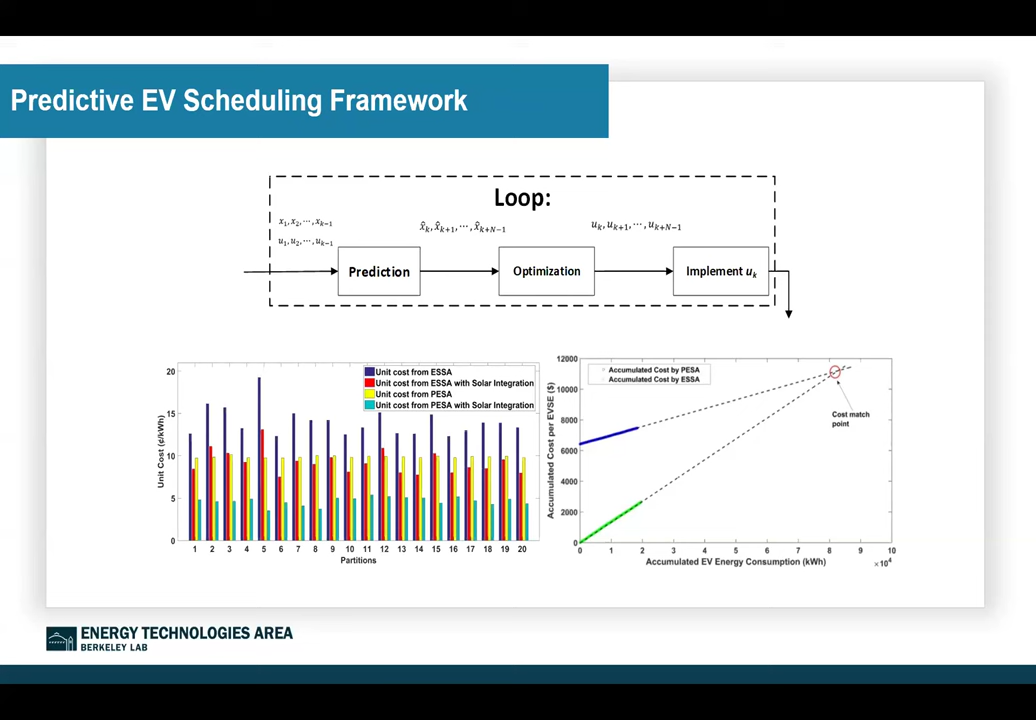 Predictive EV Scheduling Framework
Loop:
x₁, x₂, ⋯, xₖ₋₁
u₁, u₂, ⋯, uₖ₋₁
x̂ₖ, x̂ₖ₊₁, ⋯, x̂ₖ₊N₋₁
uₖ, uₖ₊₁, ⋯, uₖ₊N₋₁
Prediction
Optimization
Implement uₖ
Unit cost from ESSA
Unit cost from ESSA with Solar Integration
Unit cost from PESA
Unit cost from PESA with Solar Integration
Unit Cost (¢/kWh)
20
15
10
5
0
1 2 3 4 5 6 7 8 9 10 11 12 13 14 15 16 17 18 19 20
Partitions
Accumulated Cost by PESA
Accumulated Cost by ESSA
Accumulated Cost per EVSE ($)
12000
10000
8000
6000
4000
2000
0
Cost match
point
0 1 2 3 4 5 6 7 8 9 10
Accumulated EV Energy Consumption (kWh)
×10⁴
ENERGY TECHNOLOGIES AREA
BERKELEY LAB